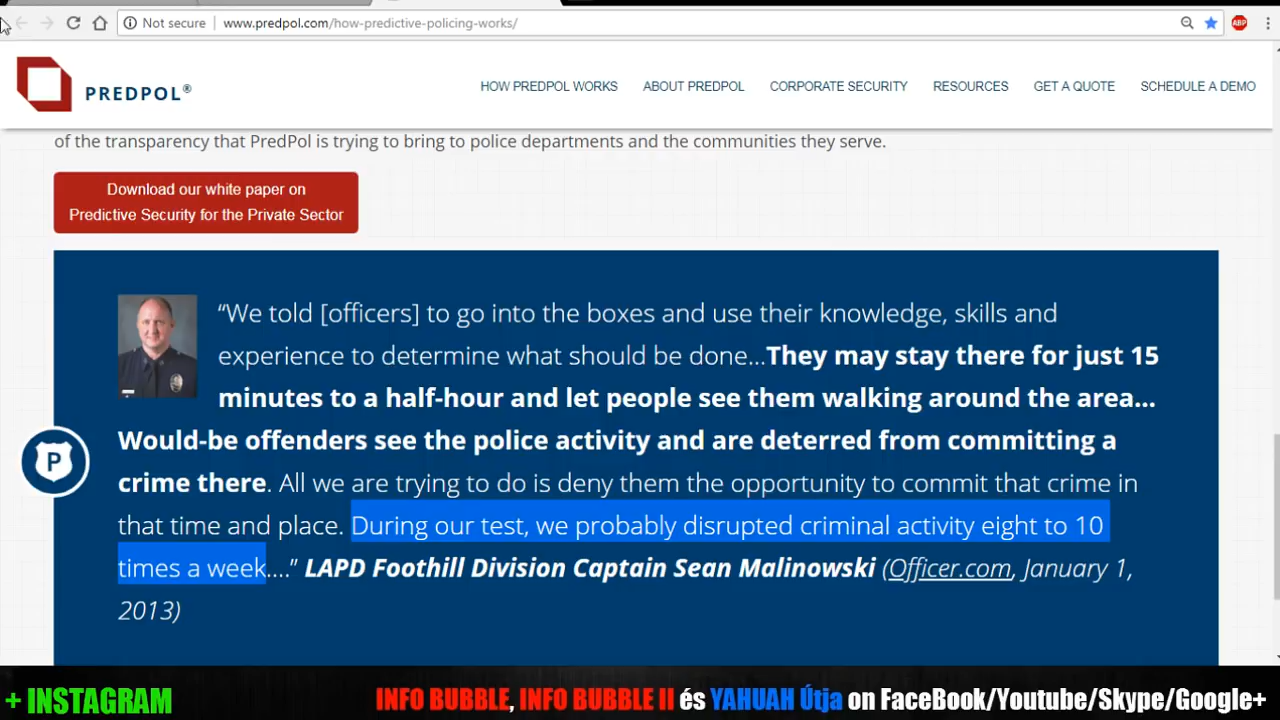 Not secure | www.predpol.com/how-predictive-policing-works/
ABP
PREDPOL®
HOW PREDPOL WORKS ABOUT PREDPOL CORPORATE SECURITY RESOURCES GET A QUOTE SCHEDULE A DEMO
of the transparency that PredPol is trying to bring to police departments and the communities they serve.
Download our white paper on
Predictive Security for the Private Sector
“We told [officers] to go into the boxes and use their knowledge, skills and
experience to determine what should be done...They may stay there for just 15
minutes to a half-hour and let people see them walking around the area...
Would-be offenders see the police activity and are deterred from committing a
crime there. All we are trying to do is deny them the opportunity to commit that crime in
that time and place. During our test, we probably disrupted criminal activity eight to 10
times a week....” LAPD Foothill Division Captain Sean Malinowski (Officer.com, January 1,
2013)
P
+ INSTAGRAM
INFO BUBBLE, INFO BUBBLE II és YAHUAH Útja on FaceBook/Youtube/Skype/Google+